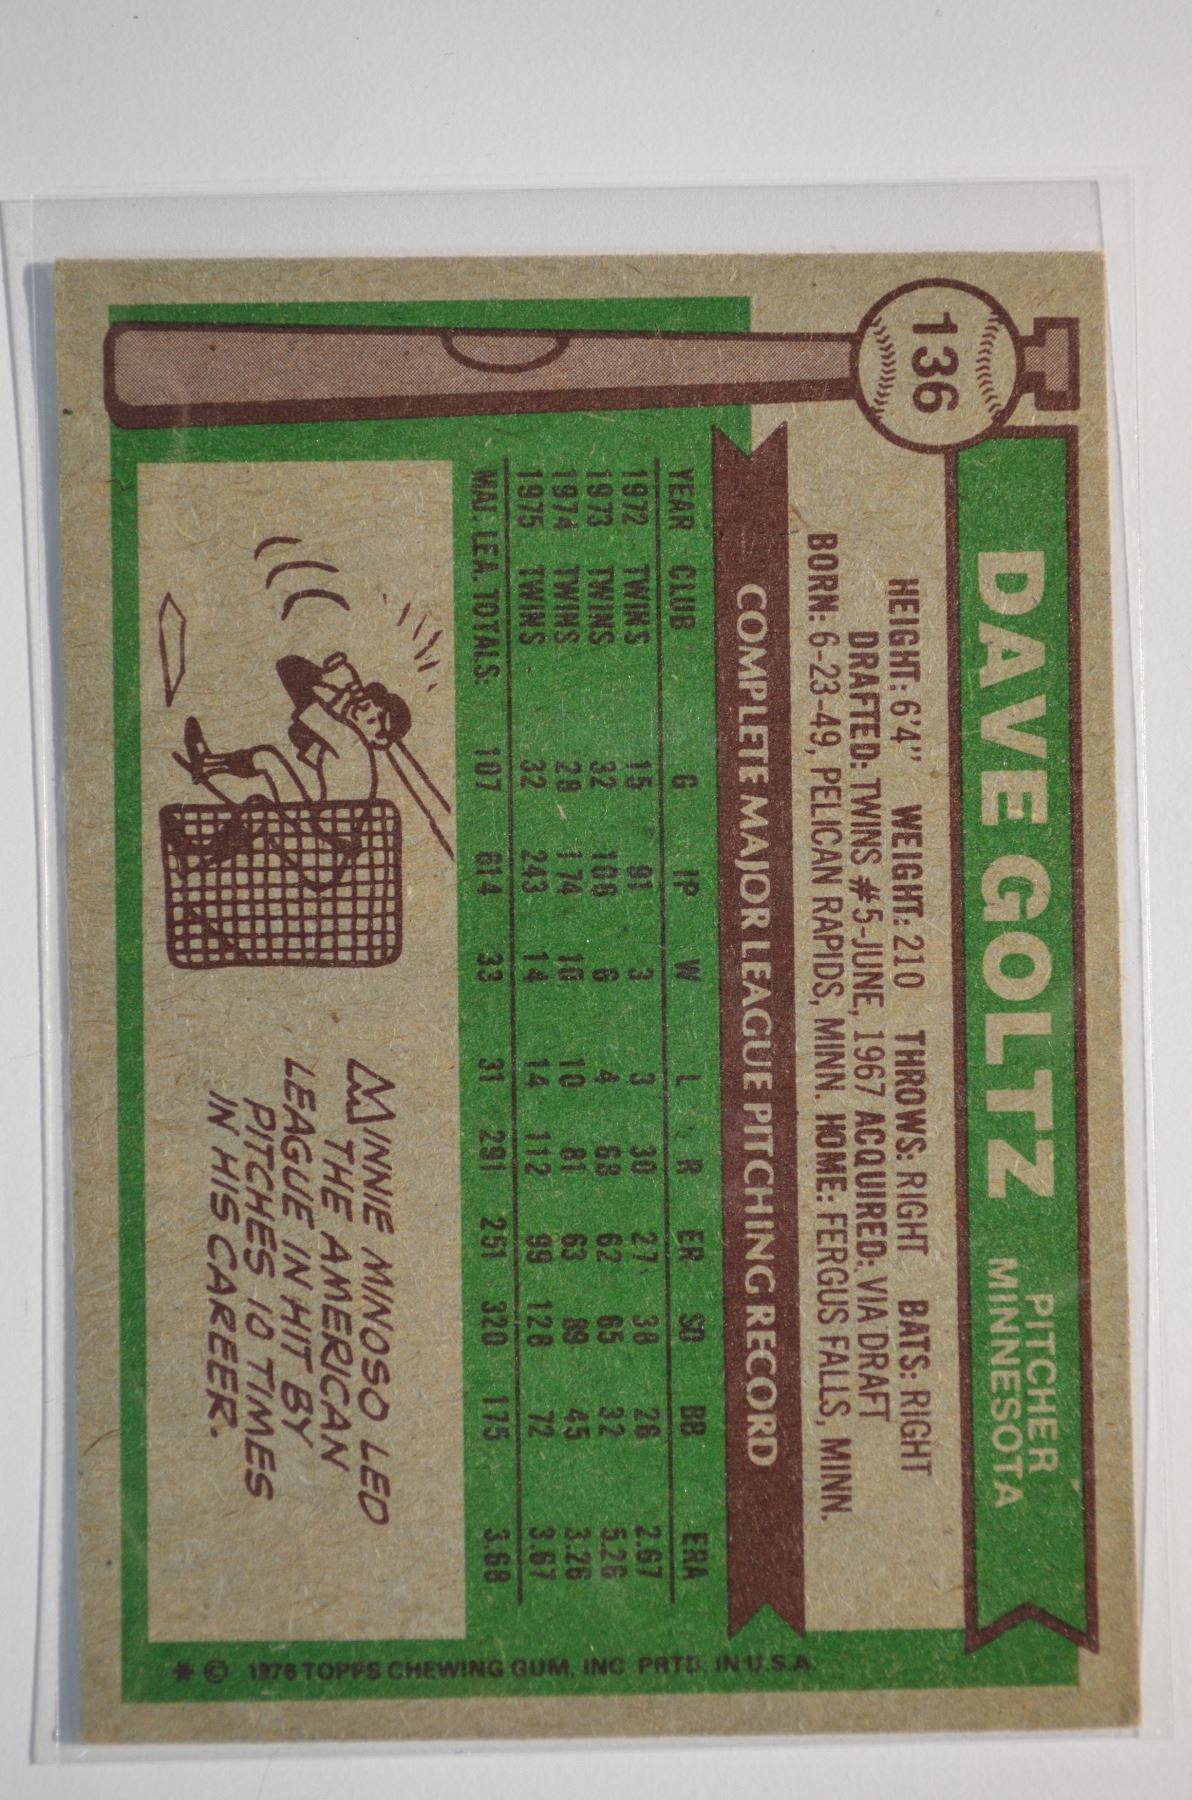 136
DAVE GOLTZ
PITCHER
MINNESOTA
HEIGHT: 6'4" WEIGHT: 210 THROWS: RIGHT BATS: RIGHT
DRAFTED: TWINS #5-JUNE, 1967 ACQUIRED: VIA DRAFT
BORN: 6-23-49, PELICAN RAPIDS, MINN. HOME: FERGUS FALLS, MINN.
COMPLETE MAJOR LEAGUE PITCHING RECORD
YEAR CLUB G IP W L R ER SO BB ERA
1972 TWINS 15 91 3 3 30 27 38 26 2.67
1973 TWINS 32 106 6 4 68 62 65 32 5.26
1974 TWINS 28 174 10 10 81 63 89 45 3.26
1975 TWINS 32 243 14 14 112 99 128 72 3.67
MAJ. LEA. TOTALS: 107 614 33 31 291 251 320 175 3.68
MINNIE MINOSO LED
THE AMERICAN
LEAGUE IN HIT BY
PITCHES 10 TIMES
IN HIS CAREER.
* © 1976 TOPPS CHEWING GUM, INC. PRTD. IN U.S.A.